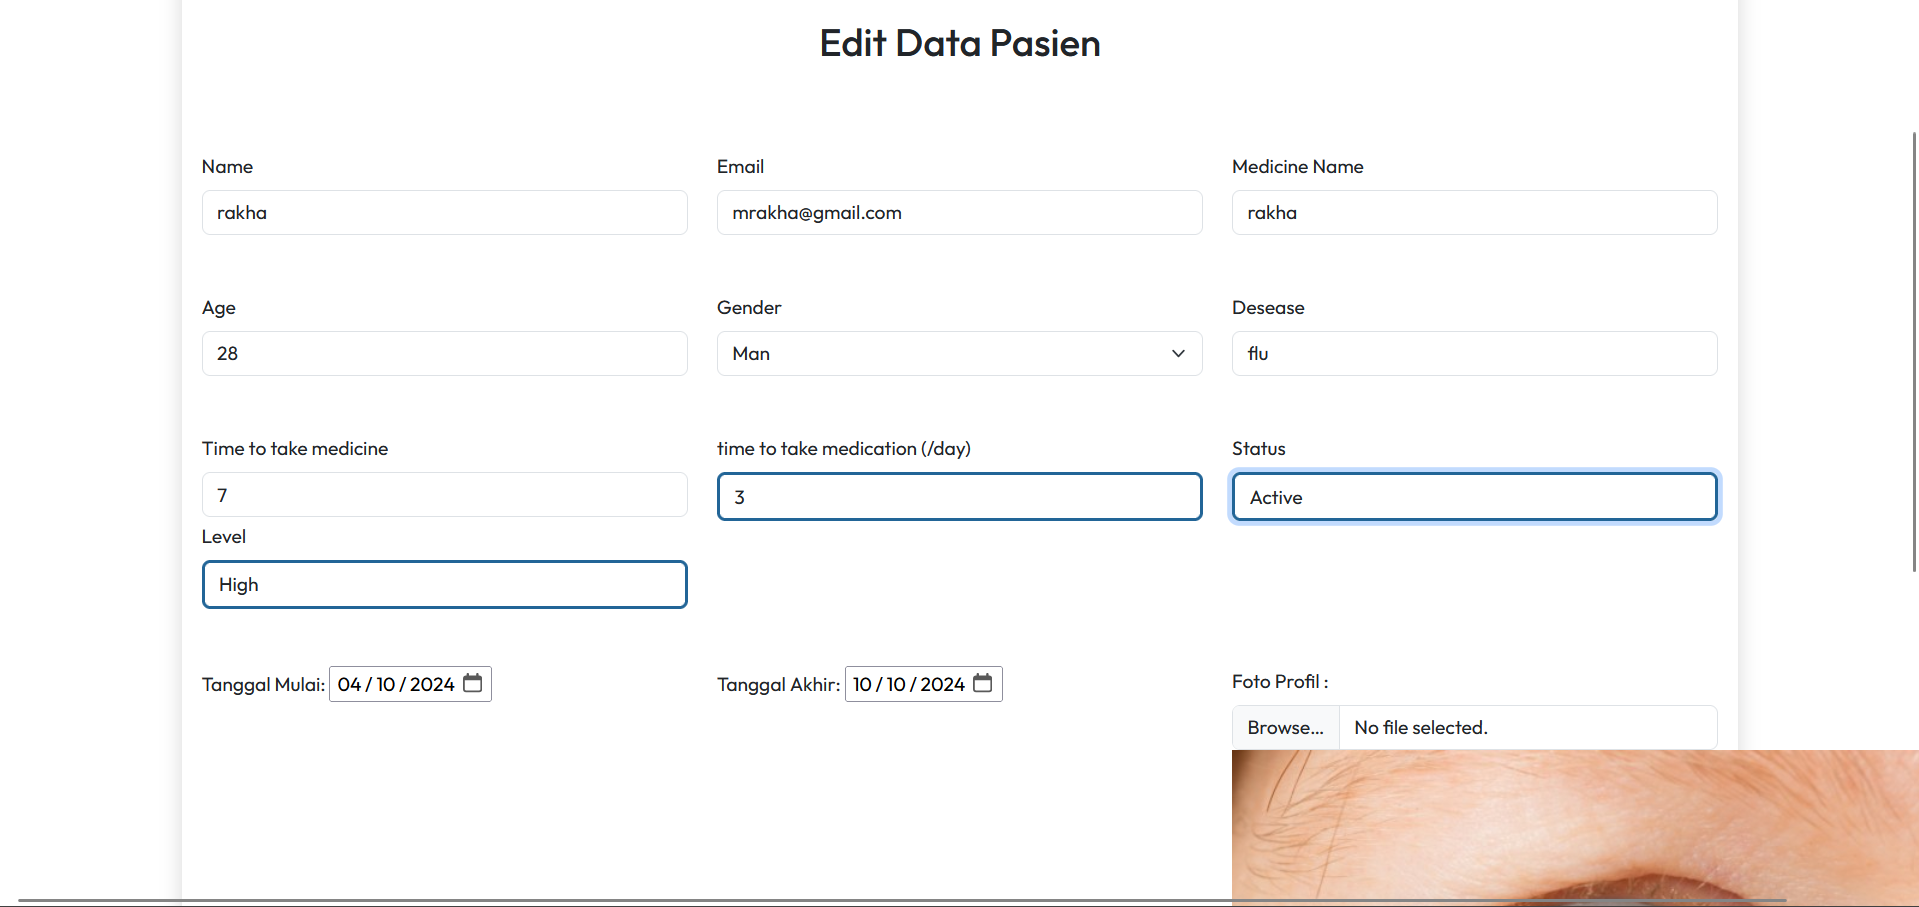 Edit Data Pasien
Name
Email
Medicine Name
rakha
mrakha@gmail.com
rakha
Age
Gender
Desease
28
Man
flu
Time to take medicine
time to take medication (/day)
Status
7
3
Active
Level
High
Tanggal Mulai: 04/10/2024
Tanggal Akhir: 10/10/2024
Foto Profil :
Browse... No file selected.